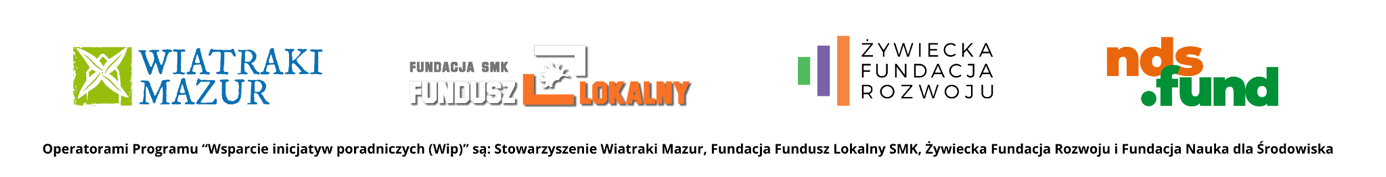 WIATRAKI
MAZUR
FUNDACJA SMK
FUNDUSZ LOKALNY
ŻYWIECKA
FUNDACJA
ROZWOJU
nds
.fund
Operatorami Programu “Wsparcie inicjatyw poradniczych (Wip)” są: Stowarzyszenie Wiatraki Mazur, Fundacja Fundusz Lokalny SMK, Żywiecka Fundacja Rozwoju i Fundacja Nauka dla Środowiska